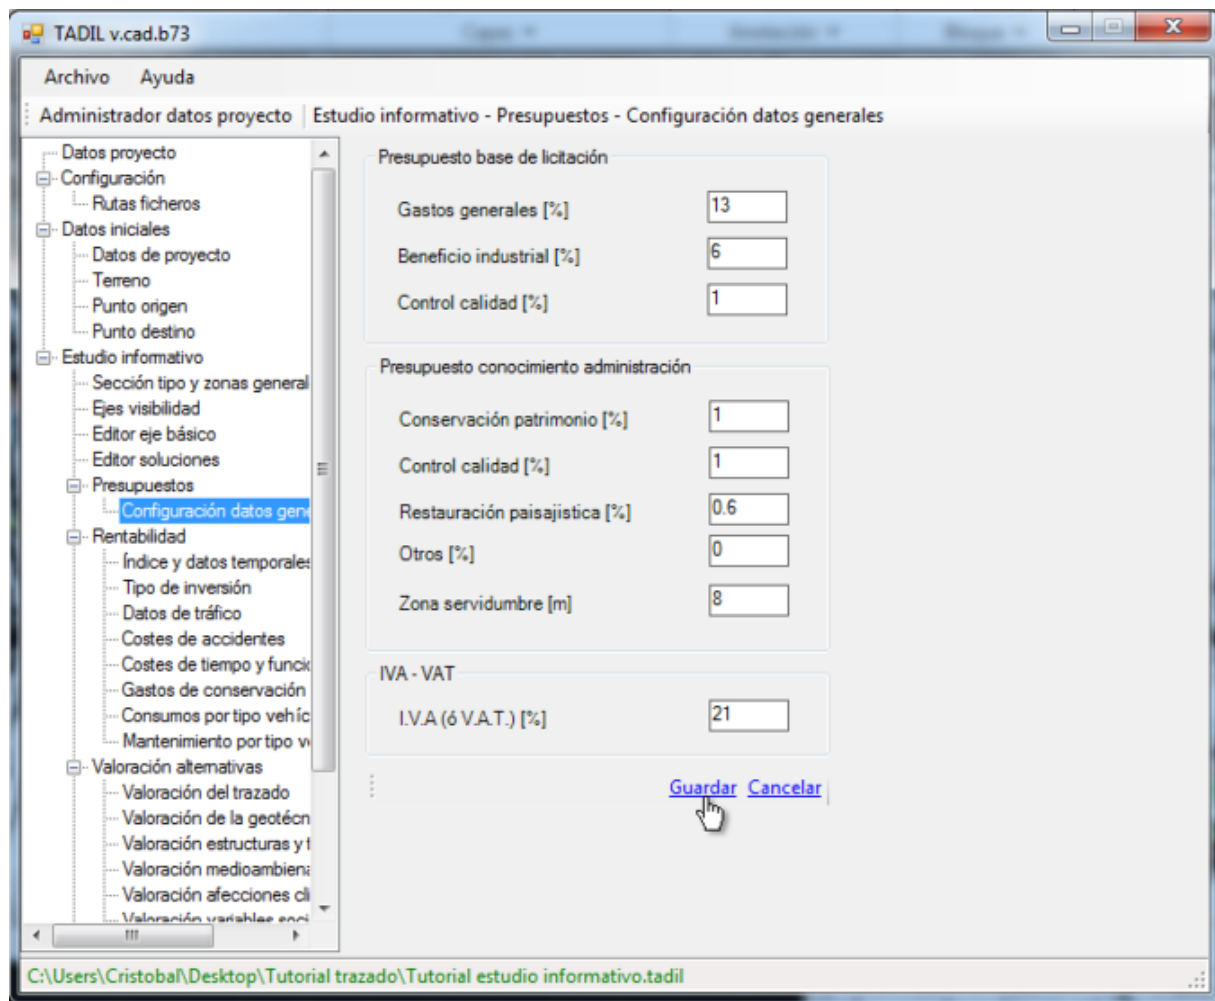 TADIL v.cad.b73
Archivo Ayuda
Administrador datos proyecto Estudio informativo - Presupuestos - Configuración datos generales
Datos proyecto
Configuración
Rutas ficheros
Datos iniciales
Datos de proyecto
Terreno
Punto origen
Punto destino
Estudio informativo
Sección tipo y zonas general
Ejes visibilidad
Editor eje básico
Editor soluciones
Presupuestos
Configuración datos gene
Rentabilidad
Índice y datos temporales
Tipo de inversión
Datos de tráfico
Costes de accidentes
Costes de tiempo y funcio
Gastos de conservación
Consumos por tipo vehíc
Mantenimiento por tipo v
Valoración alternativas
Valoración del trazado
Valoración de la geotécn
Valoración estructuras y t
Valoración medioambiena
Valoración afecciones cli
Valoración variables soci
Presupuesto base de licitación
Gastos generales [%] 13
Beneficio industrial [%] 6
Control calidad [%] 1
Presupuesto conocimiento administración
Conservación patrimonio [%] 1
Control calidad [%] 1
Restauración paisajistica [%] 0.6
Otros [%] 0
Zona servidumbre [m] 8
IVA - VAT
I.V.A (ó V.A.T.) [%] 21
Guardar Cancelar
C:\Users\Cristobal\Desktop\Tutorial trazado\Tutorial estudio informativo.tadil